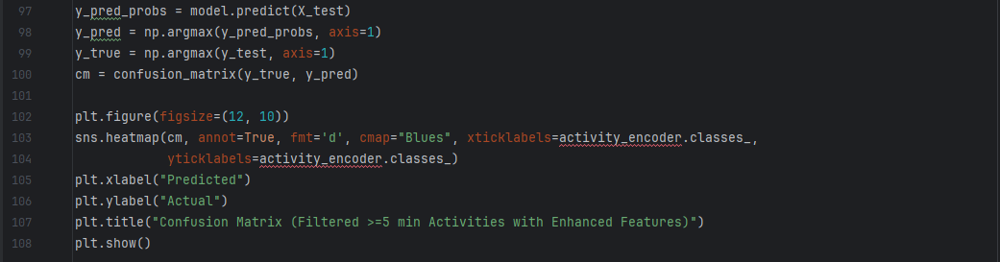 97 y_pred_probs = model.predict(X_test)
98 y_pred = np.argmax(y_pred_probs, axis=1)
99 y_true = np.argmax(y_test, axis=1)
100 cm = confusion_matrix(y_true, y_pred)
101
102 plt.figure(figsize=(12, 10))
103 sns.heatmap(cm, annot=True, fmt='d', cmap="Blues", xticklabels=activity_encoder.classes_,
104             yticklabels=activity_encoder.classes_)
105 plt.xlabel("Predicted")
106 plt.ylabel("Actual")
107 plt.title("Confusion Matrix (Filtered >=5 min Activities with Enhanced Features)")
108 plt.show()